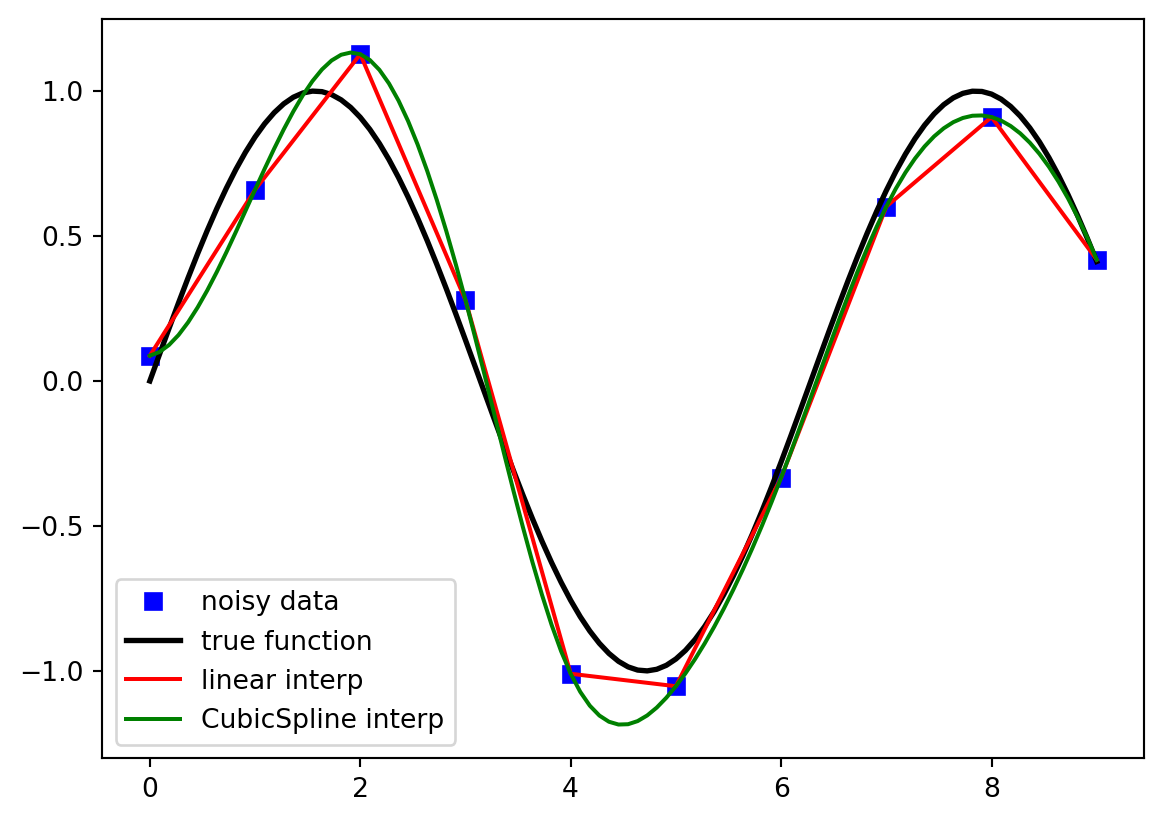 1.0
0.5
0.0
−0.5
−1.0
noisy data
true function
linear interp
CubicSpline interp
0 2 4 6 8